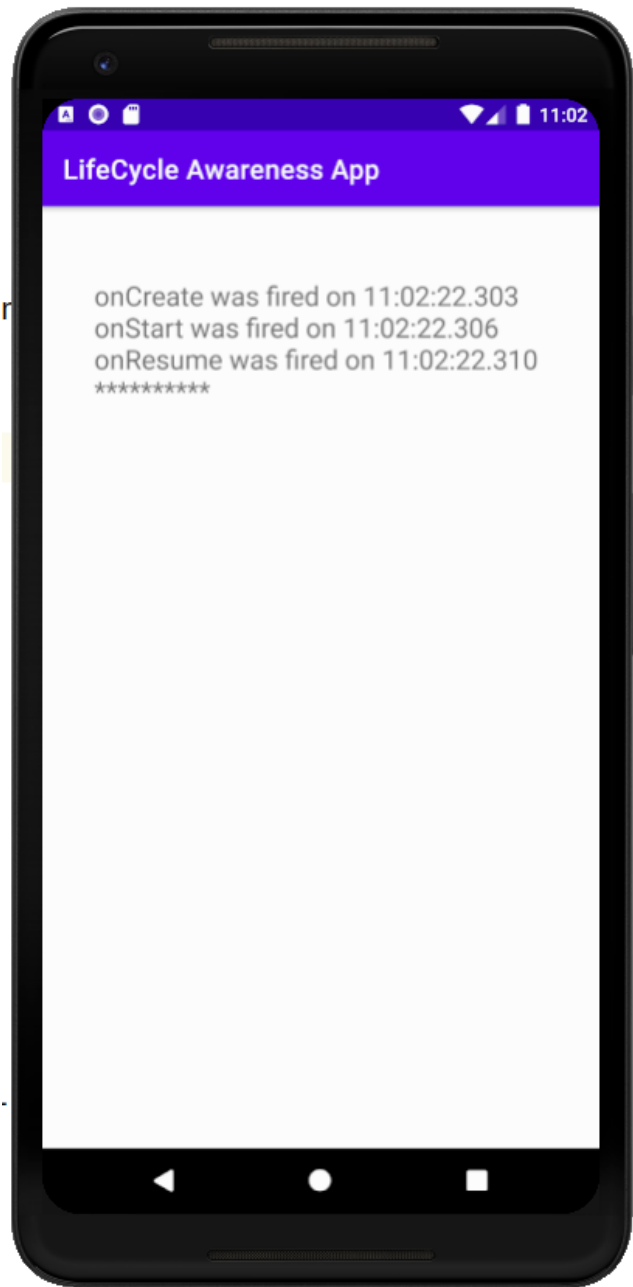 11:02
LifeCycle Awareness App
onCreate was fired on 11:02:22.303
onStart was fired on 11:02:22.306
onResume was fired on 11:02:22.310
**********